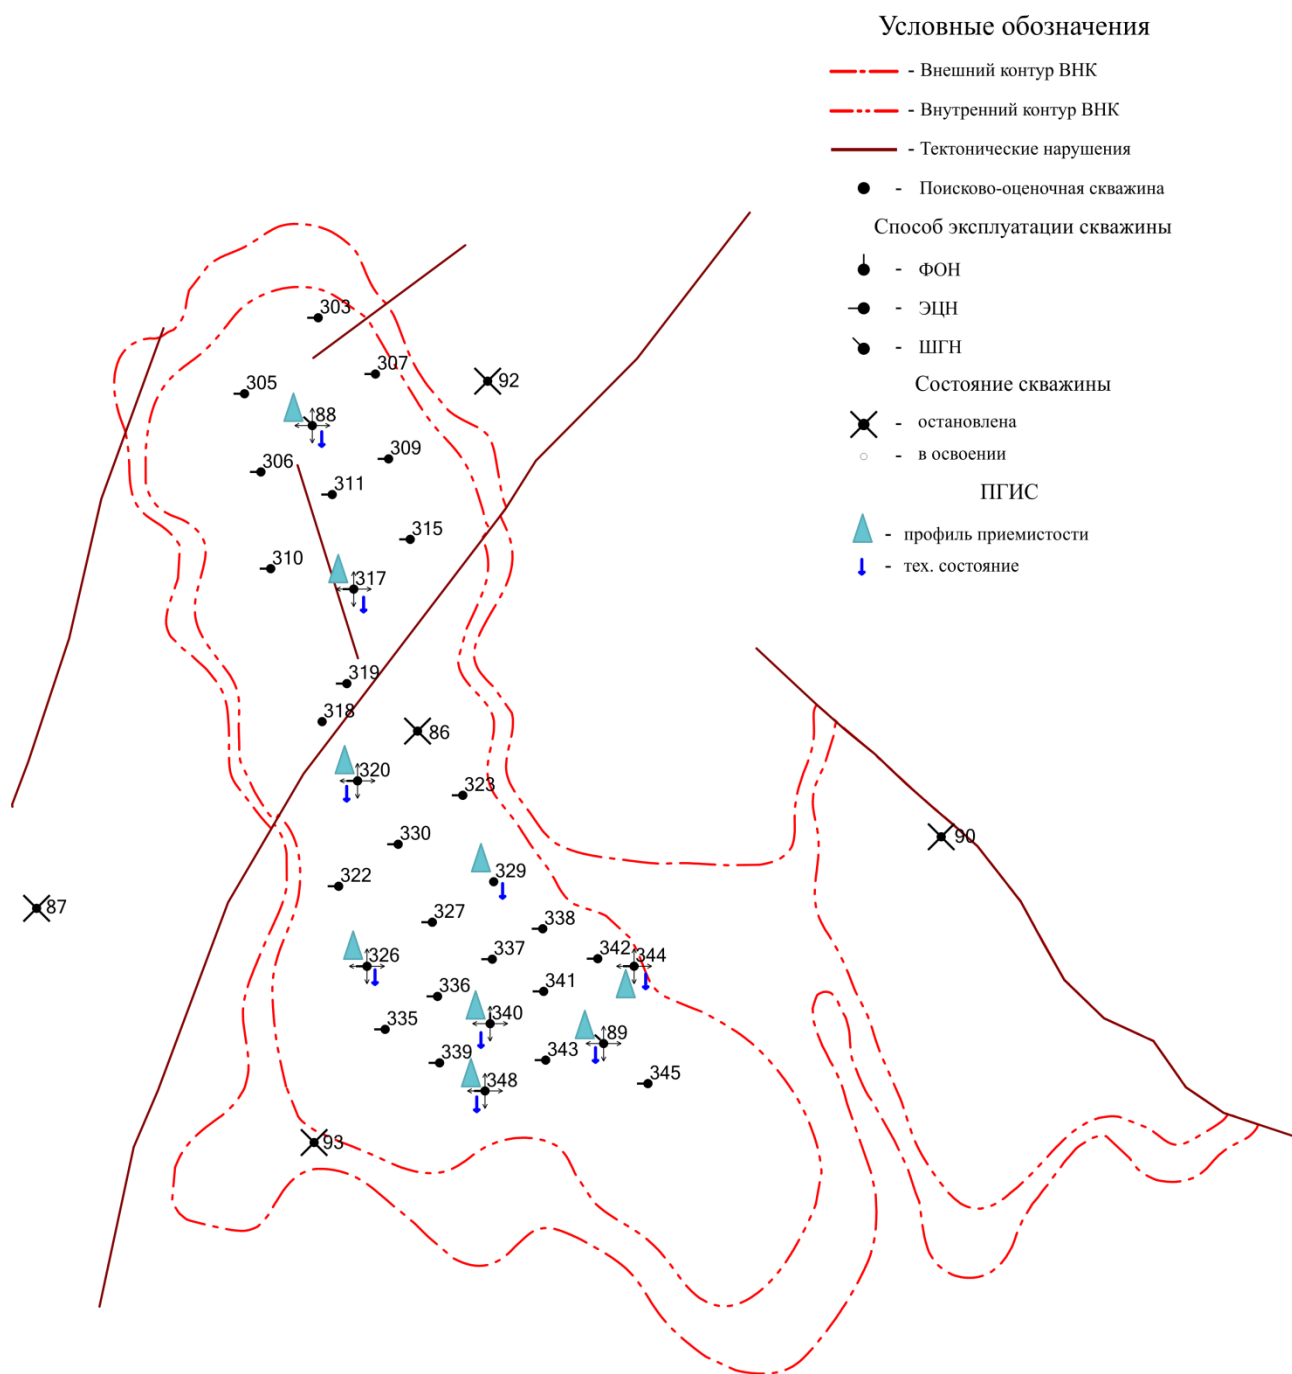 Условные обозначения
- Внешний контур ВНК
- Внутренний контур ВНК
- Тектонические нарушения
- Поисково-оценочная скважина
Способ эксплуатации скважины
- ФОН
- ЭЦН
- ШГН
Состояние скважины
- остановлена
- в освоении
ПГИС
- профиль приемистости
- тех. состояние
303
307
92
305
88
309
306
311
315
310
317
319
318
86
320
323
330
90
329
322
87
327
338
337
342
344
326
336
341
340
335
89
339
343
345
348
93